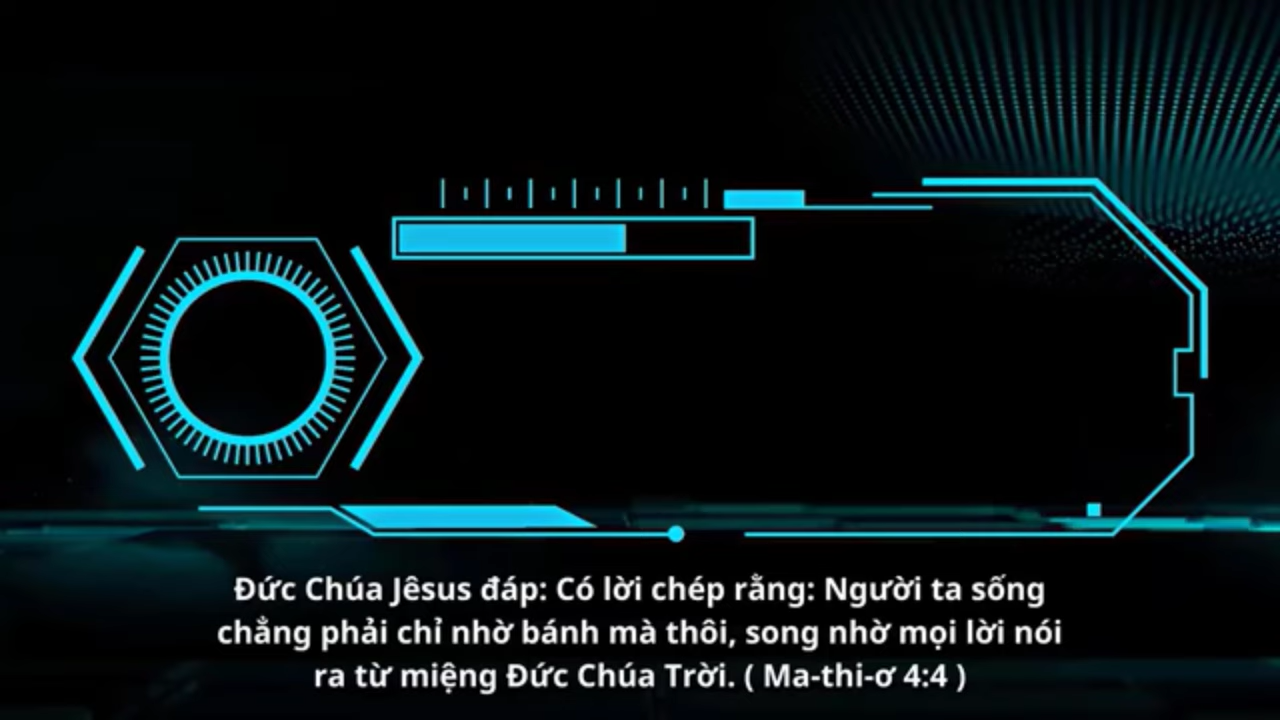 Đức Chúa Jêsus đáp: Có lời chép rằng: Người ta sống
chẳng phải chỉ nhờ bánh mà thôi, song nhờ mọi lời nói
ra từ miệng Đức Chúa Trời. ( Ma-thi-ơ 4:4 )